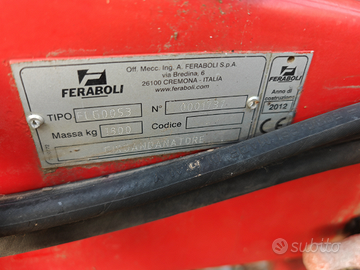 FERABOLI
Off. Mecc. Ing. A. FERABOLI S.p.A.
via Bredina, 6
26100 CREMONA - ITALIA
www.feraboli.com
TIPO
N°
Massa kg 1800
Codice
FERABOLI
Anno di
costruzione
2012
CE
subito